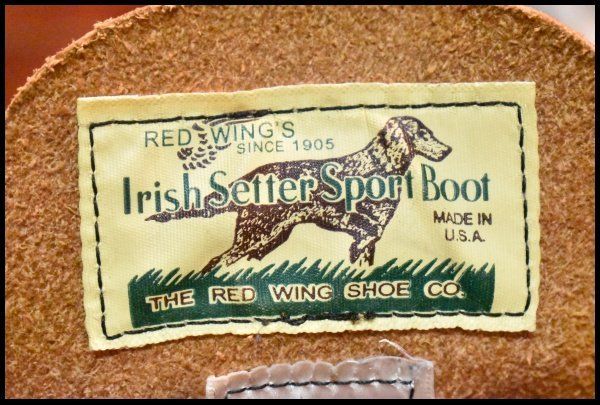 RED WING'S
SINCE 1905
Irish Setter Sport Boot
MADE IN
U.S.A.
THE RED WING SHOE CO.